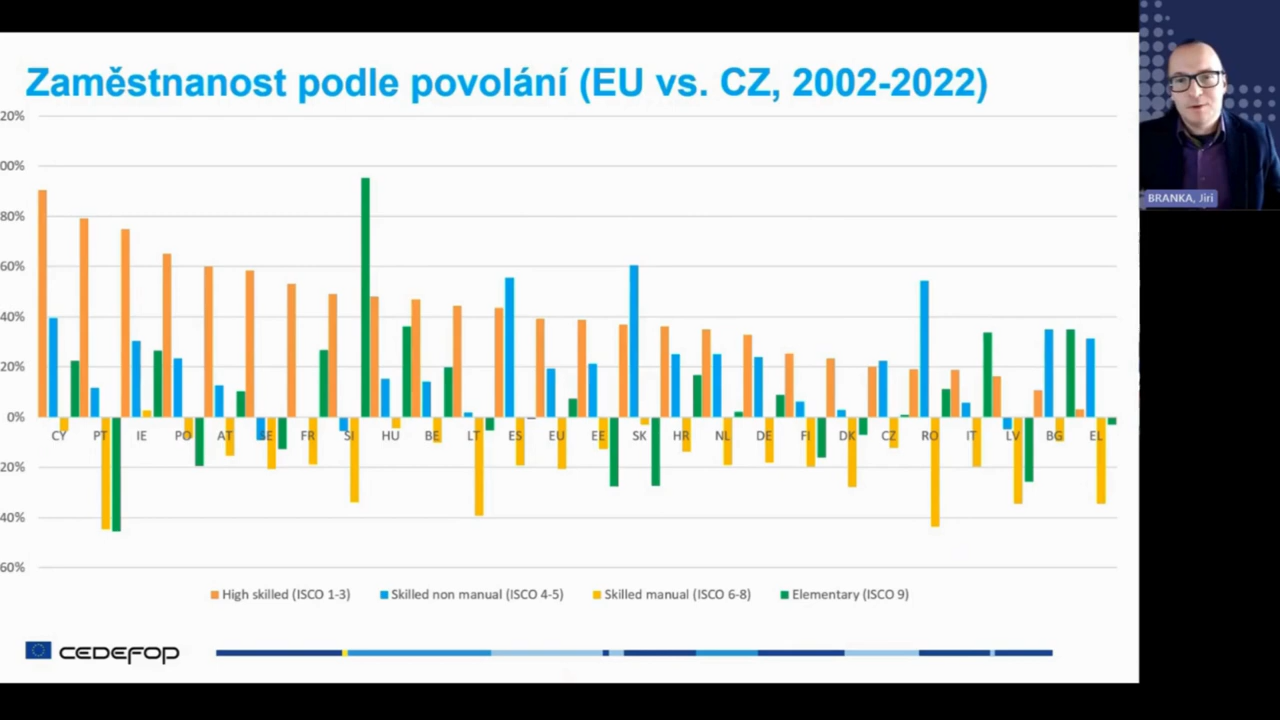 Zaměstnanost podle povolání (EU vs. CZ, 2002-2022)
20%
00%
80%
60%
40%
20%
0%
20%
40%
60%
CY PT IE PO AT SE FR SI HU BE LT ES EU EE SK HR NL DE FI DK CZ RO IT LV BG EL
High skilled (ISCO 1-3) Skilled non manual (ISCO 4-5) Skilled manual (ISCO 6-8) Elementary (ISCO 9)
CEDEFOP
BRANKA, Jiri